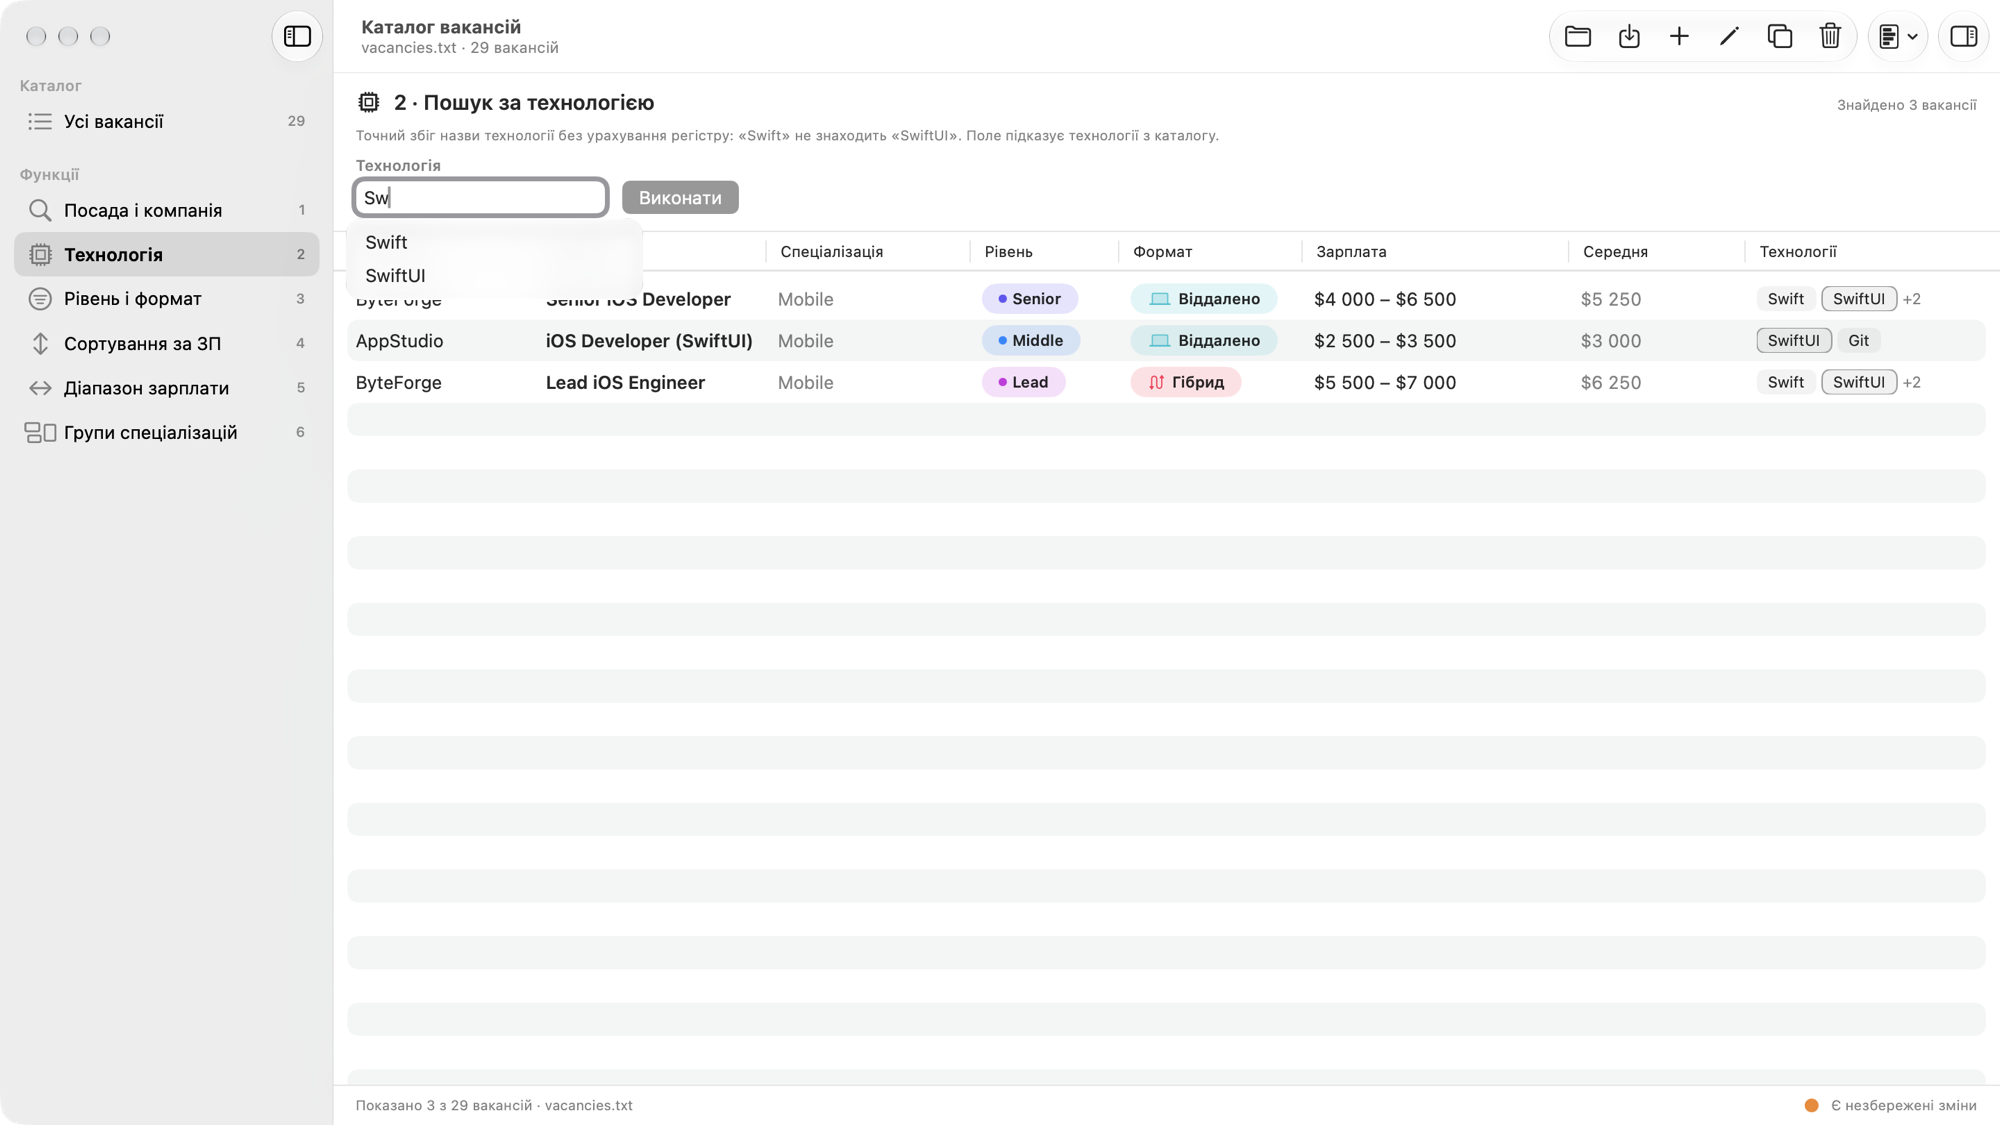 Каталог
Усі вакансії 29
Функції
Посада і компанія 1
Технологія 2
Рівень і формат 3
Сортування за ЗП 4
Діапазон зарплати 5
Групи спеціалізацій 6
Каталог вакансій
vacancies.txt · 29 вакансій
2 · Пошук за технологією
Знайдено 3 вакансії
Точний збіг назви технології без урахування регістру: «Swift» не знаходить «SwiftUI». Поле підказує технології з каталогу.
Технологія
Sw Виконати
Swift
SwiftUI
Спеціалізація Рівень Формат Зарплата Середня Технології
ByteForge Senior iOS Developer Mobile Senior Віддалено $4 000 – $6 500 $5 250 Swift SwiftUI +2
AppStudio iOS Developer (SwiftUI) Mobile Middle Віддалено $2 500 – $3 500 $3 000 SwiftUI Git
ByteForge Lead iOS Engineer Mobile Lead Гібрид $5 500 – $7 000 $6 250 Swift SwiftUI +2
Показано 3 з 29 вакансій · vacancies.txt
Є незбережені зміни